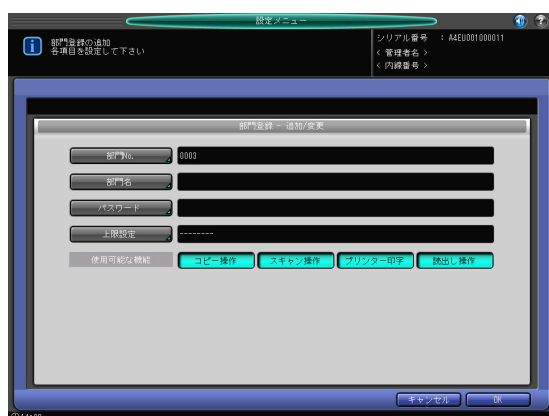 設定メニュー
部門登録の追加
各項目を設定して下さい
シリアル番号 : A4EU001000011
< 管理者名 >
< 内線番号 >
部門登録 - 追加/変更
部門No. 0003
部門名
パスワード
上限設定 --------
使用可能な機能 コピー操作 スキャン操作 プリンター印字 読出し操作
キャンセル OK